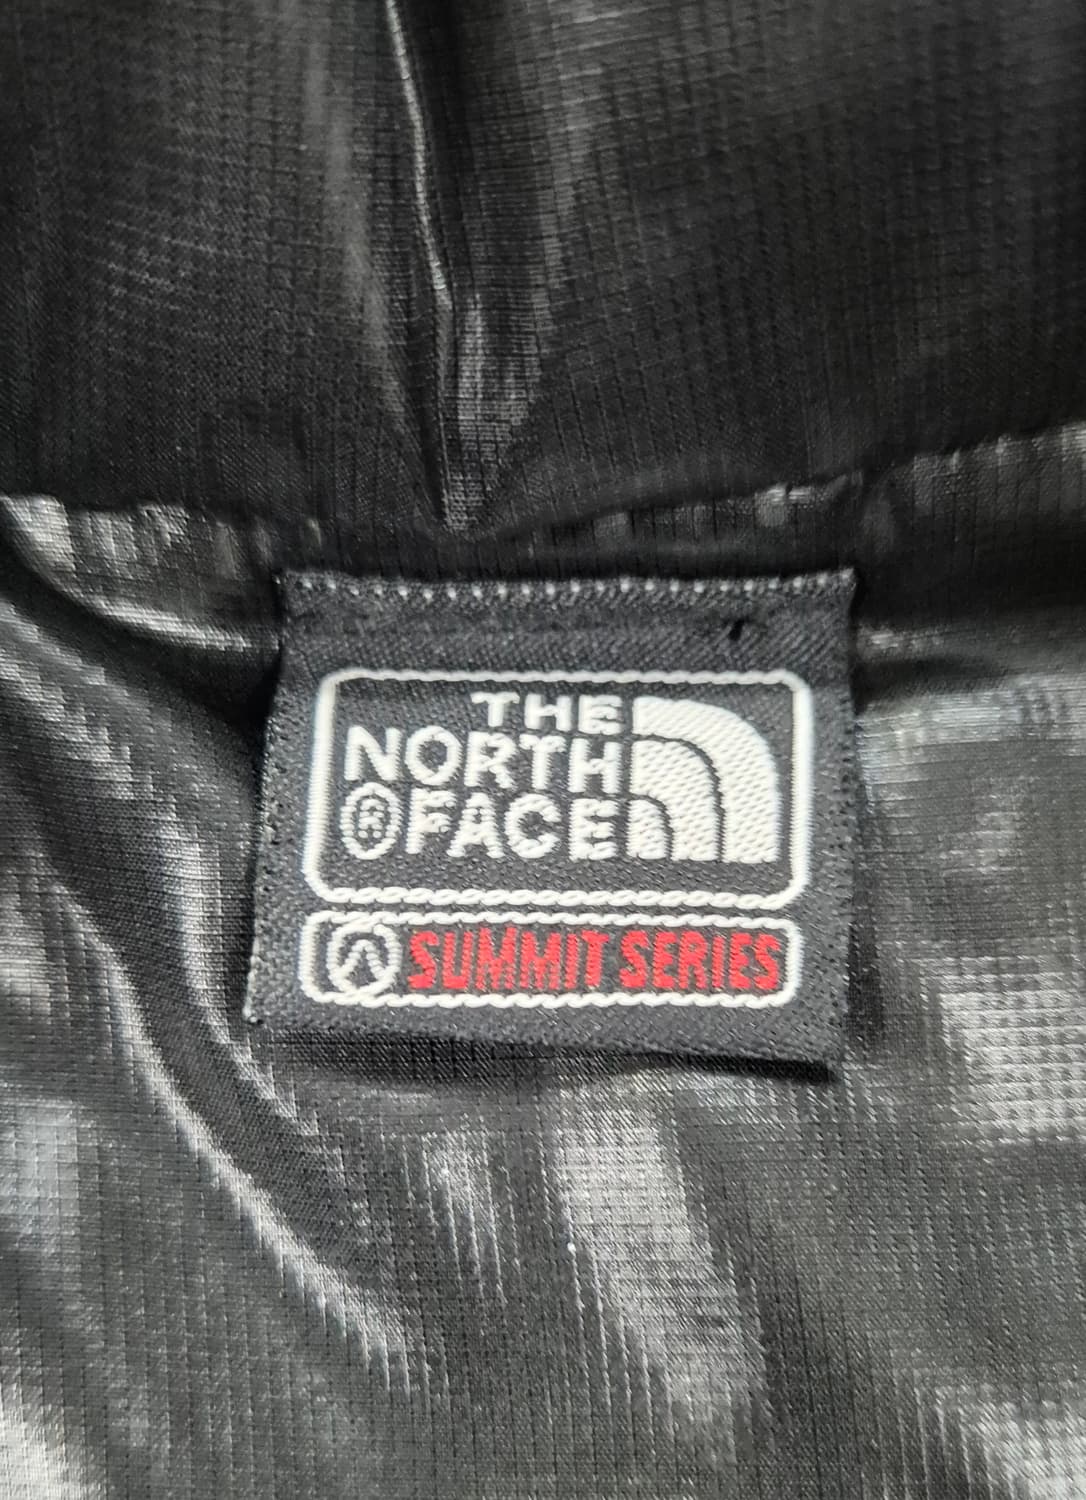 THE
NORTH
®FACE
SUMMIT SERIES